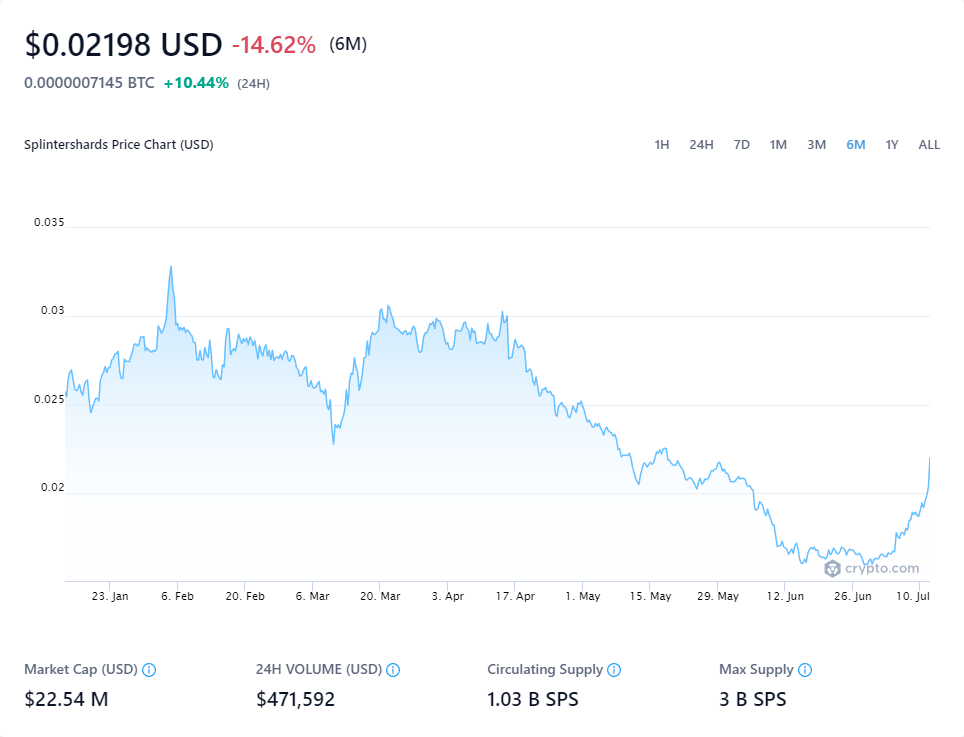 $0.02198 USD -14.62% (6M)
0.0000007145 BTC +10.44% (24H)
Splintershards Price Chart (USD) 1H 24H 7D 1M 3M 6M 1Y ALL
0.035
0.03
0.025
0.02
crypto.com
23. Jan 6. Feb 20. Feb 6. Mar 20. Mar 3. Apr 17. Apr 1. May 15. May 29. May 12. Jun 26. Jun 10. Jul
Market Cap (USD) 24H VOLUME (USD) Circulating Supply Max Supply
$22.54 M $471,592 1.03 B SPS 3 B SPS